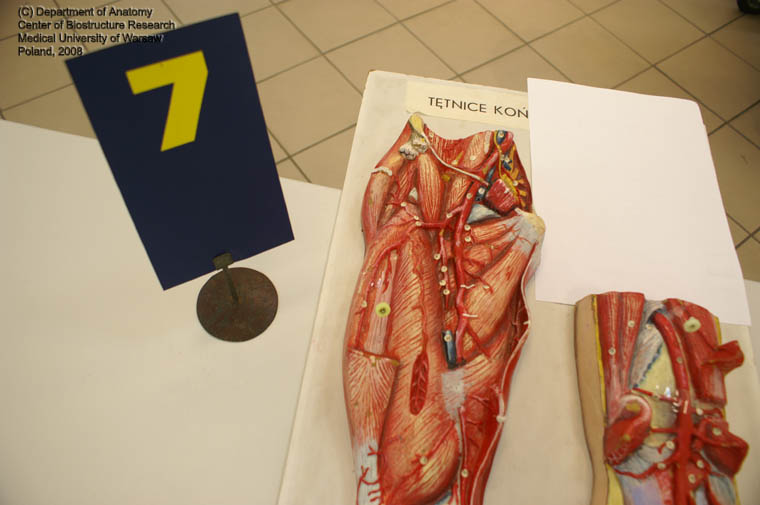 (C) Department of Anatomy
Center of Biostructure Research
Medical University of Warsaw
Poland, 2008
7
TĘTNICE KOŃ